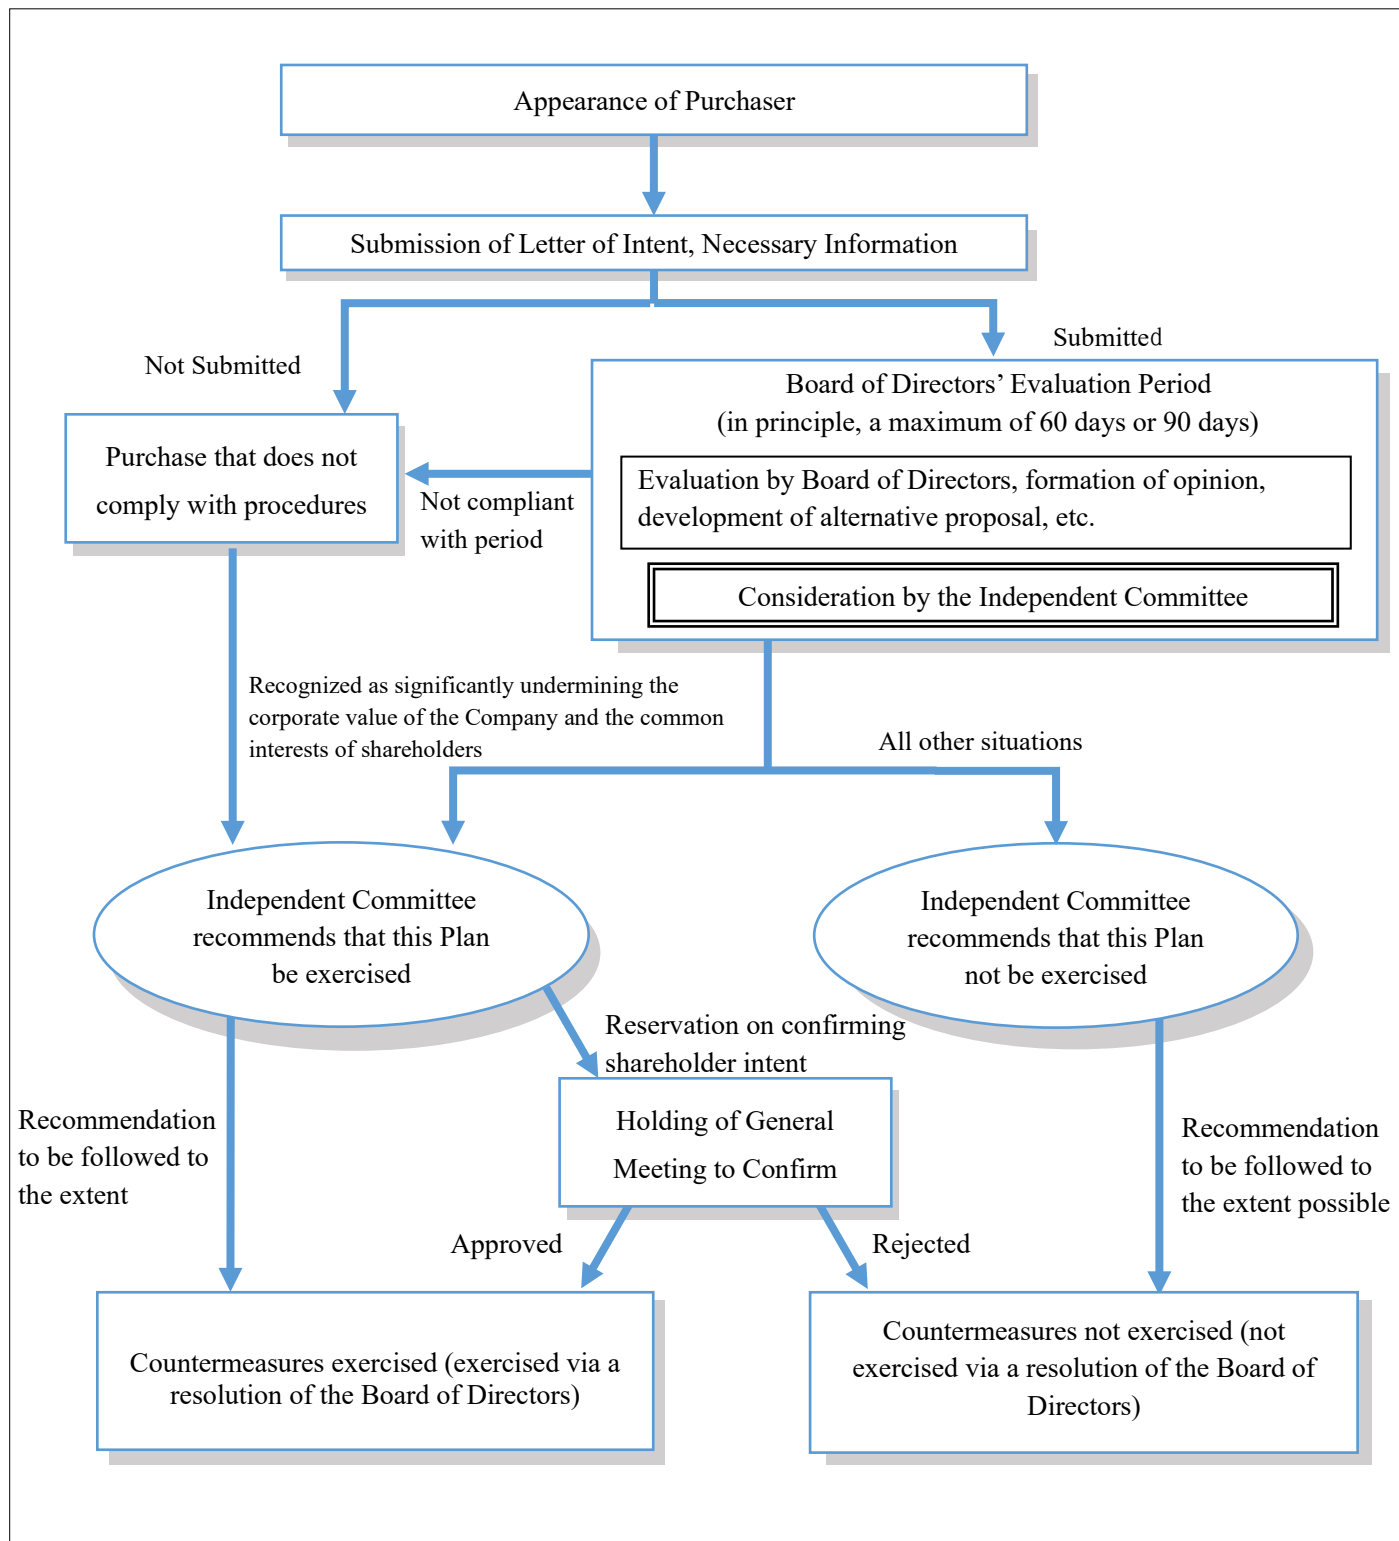 Appearance of Purchaser
Submission of Letter of Intent, Necessary Information
Not Submitted
Submitted
Board of Directors’ Evaluation Period
(in principle, a maximum of 60 days or 90 days)
Evaluation by Board of Directors, formation of opinion,
development of alternative proposal, etc.
Consideration by the Independent Committee
Purchase that does not
comply with procedures
Not compliant
with period
Recognized as significantly undermining the
corporate value of the Company and the common
interests of shareholders
All other situations
Independent Committee
recommends that this Plan
be exercised
Independent Committee
recommends that this Plan
not be exercised
Reservation on confirming
shareholder intent
Holding of General
Meeting to Confirm
Recommendation
to be followed to
the extent
Recommendation
to be followed to
the extent possible
Approved
Rejected
Countermeasures exercised (exercised via a
resolution of the Board of Directors)
Countermeasures not exercised (not
exercised via a resolution of the Board of
Directors)